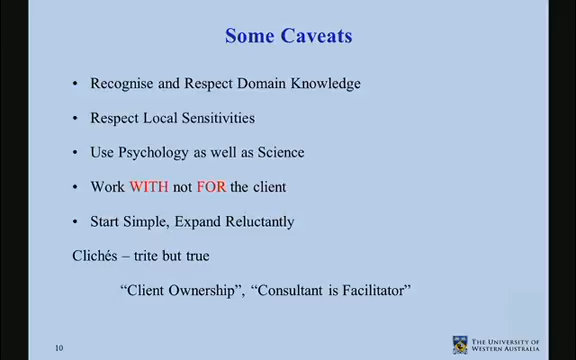 Some Caveats
• Recognise and Respect Domain Knowledge
• Respect Local Sensitivities
• Use Psychology as well as Science
• Work WITH not FOR the client
• Start Simple, Expand Reluctantly
Clichés – trite but true
“Client Ownership”, “Consultant is Facilitator”
10
THE UNIVERSITY OF
WESTERN AUSTRALIA